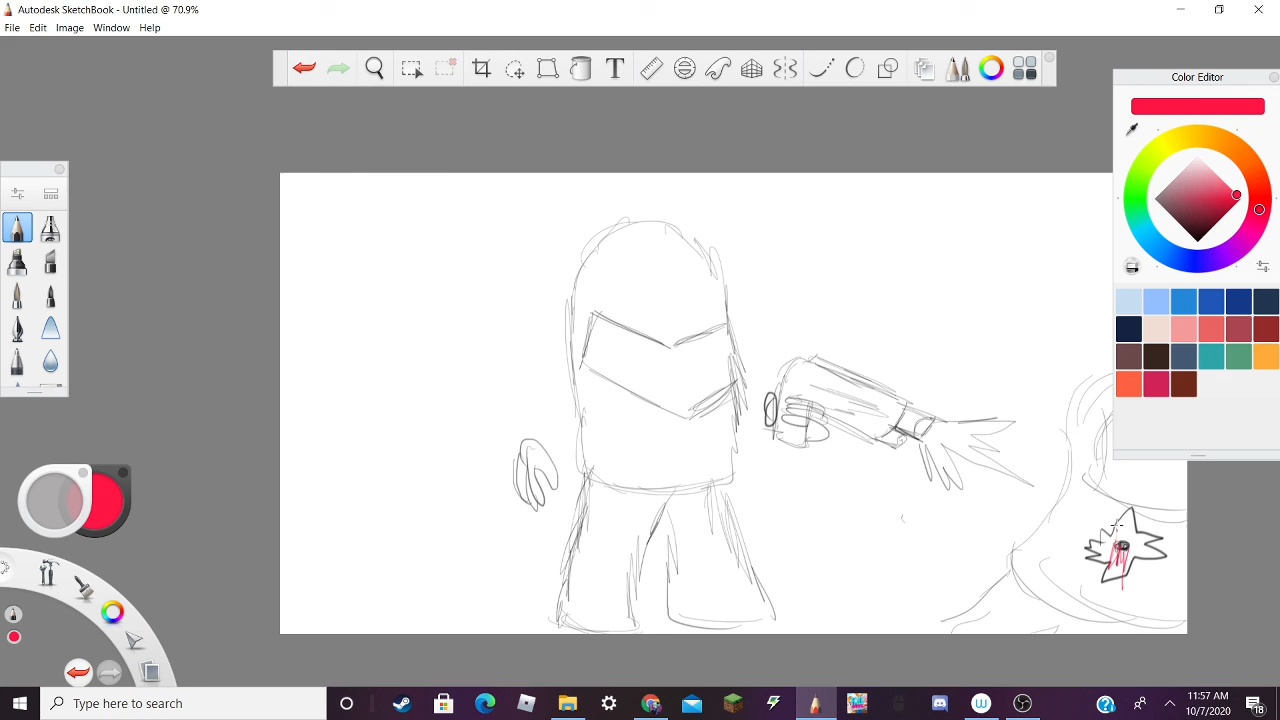 Autodesk SketchBook - Untitled @ 70.9%
File Edit Image Window Help
T
Color Editor
Type here to search
W
11:57 AM
10/7/2020
18